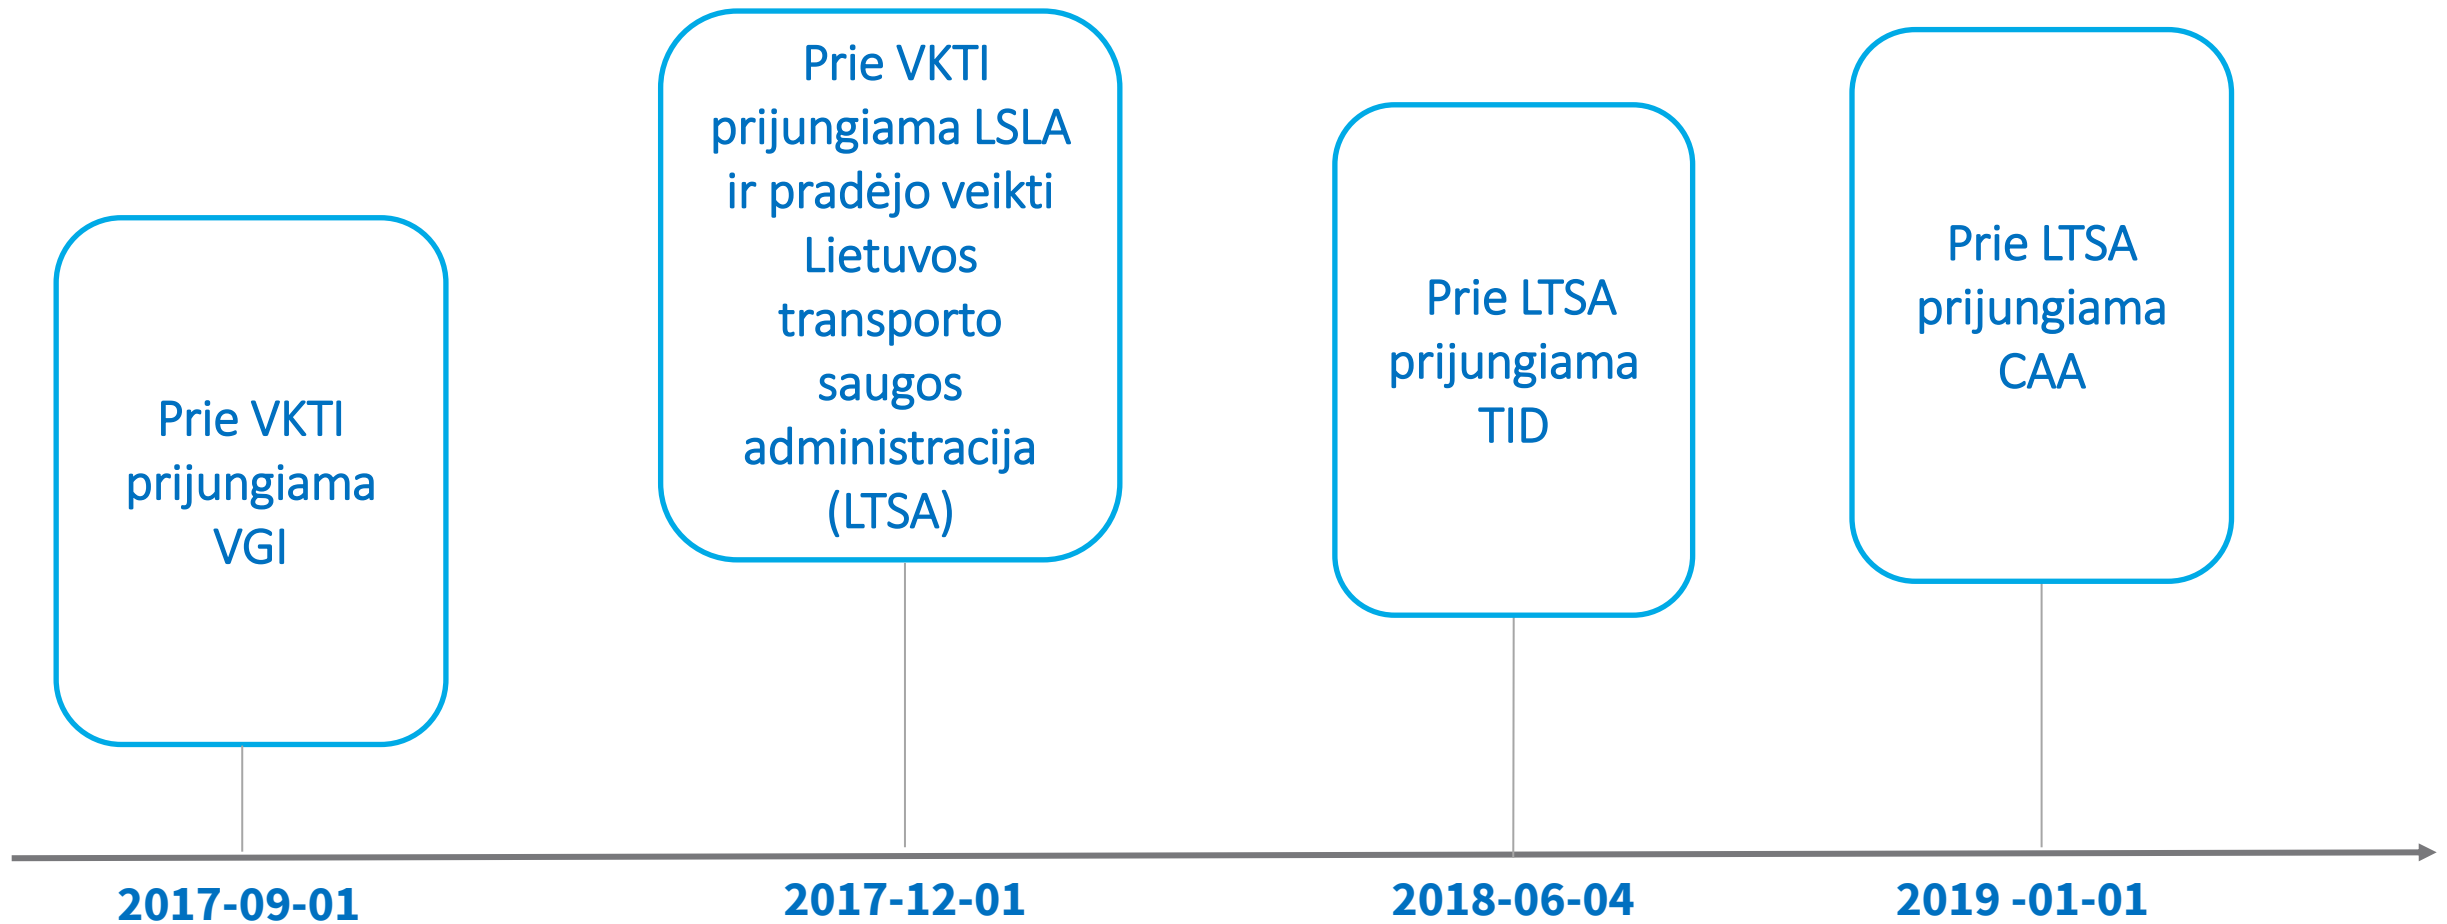 Prie VKTI
prijungiama
VGI
2017-09-01
Prie VKTI
prijungiama LSLA
ir pradėjo veikti
Lietuvos
transporto
saugos
administracija
(LTSA)
2017-12-01
Prie LTSA
prijungiama
TID
2018-06-04
Prie LTSA
prijungiama
CAA
2019 -01-01